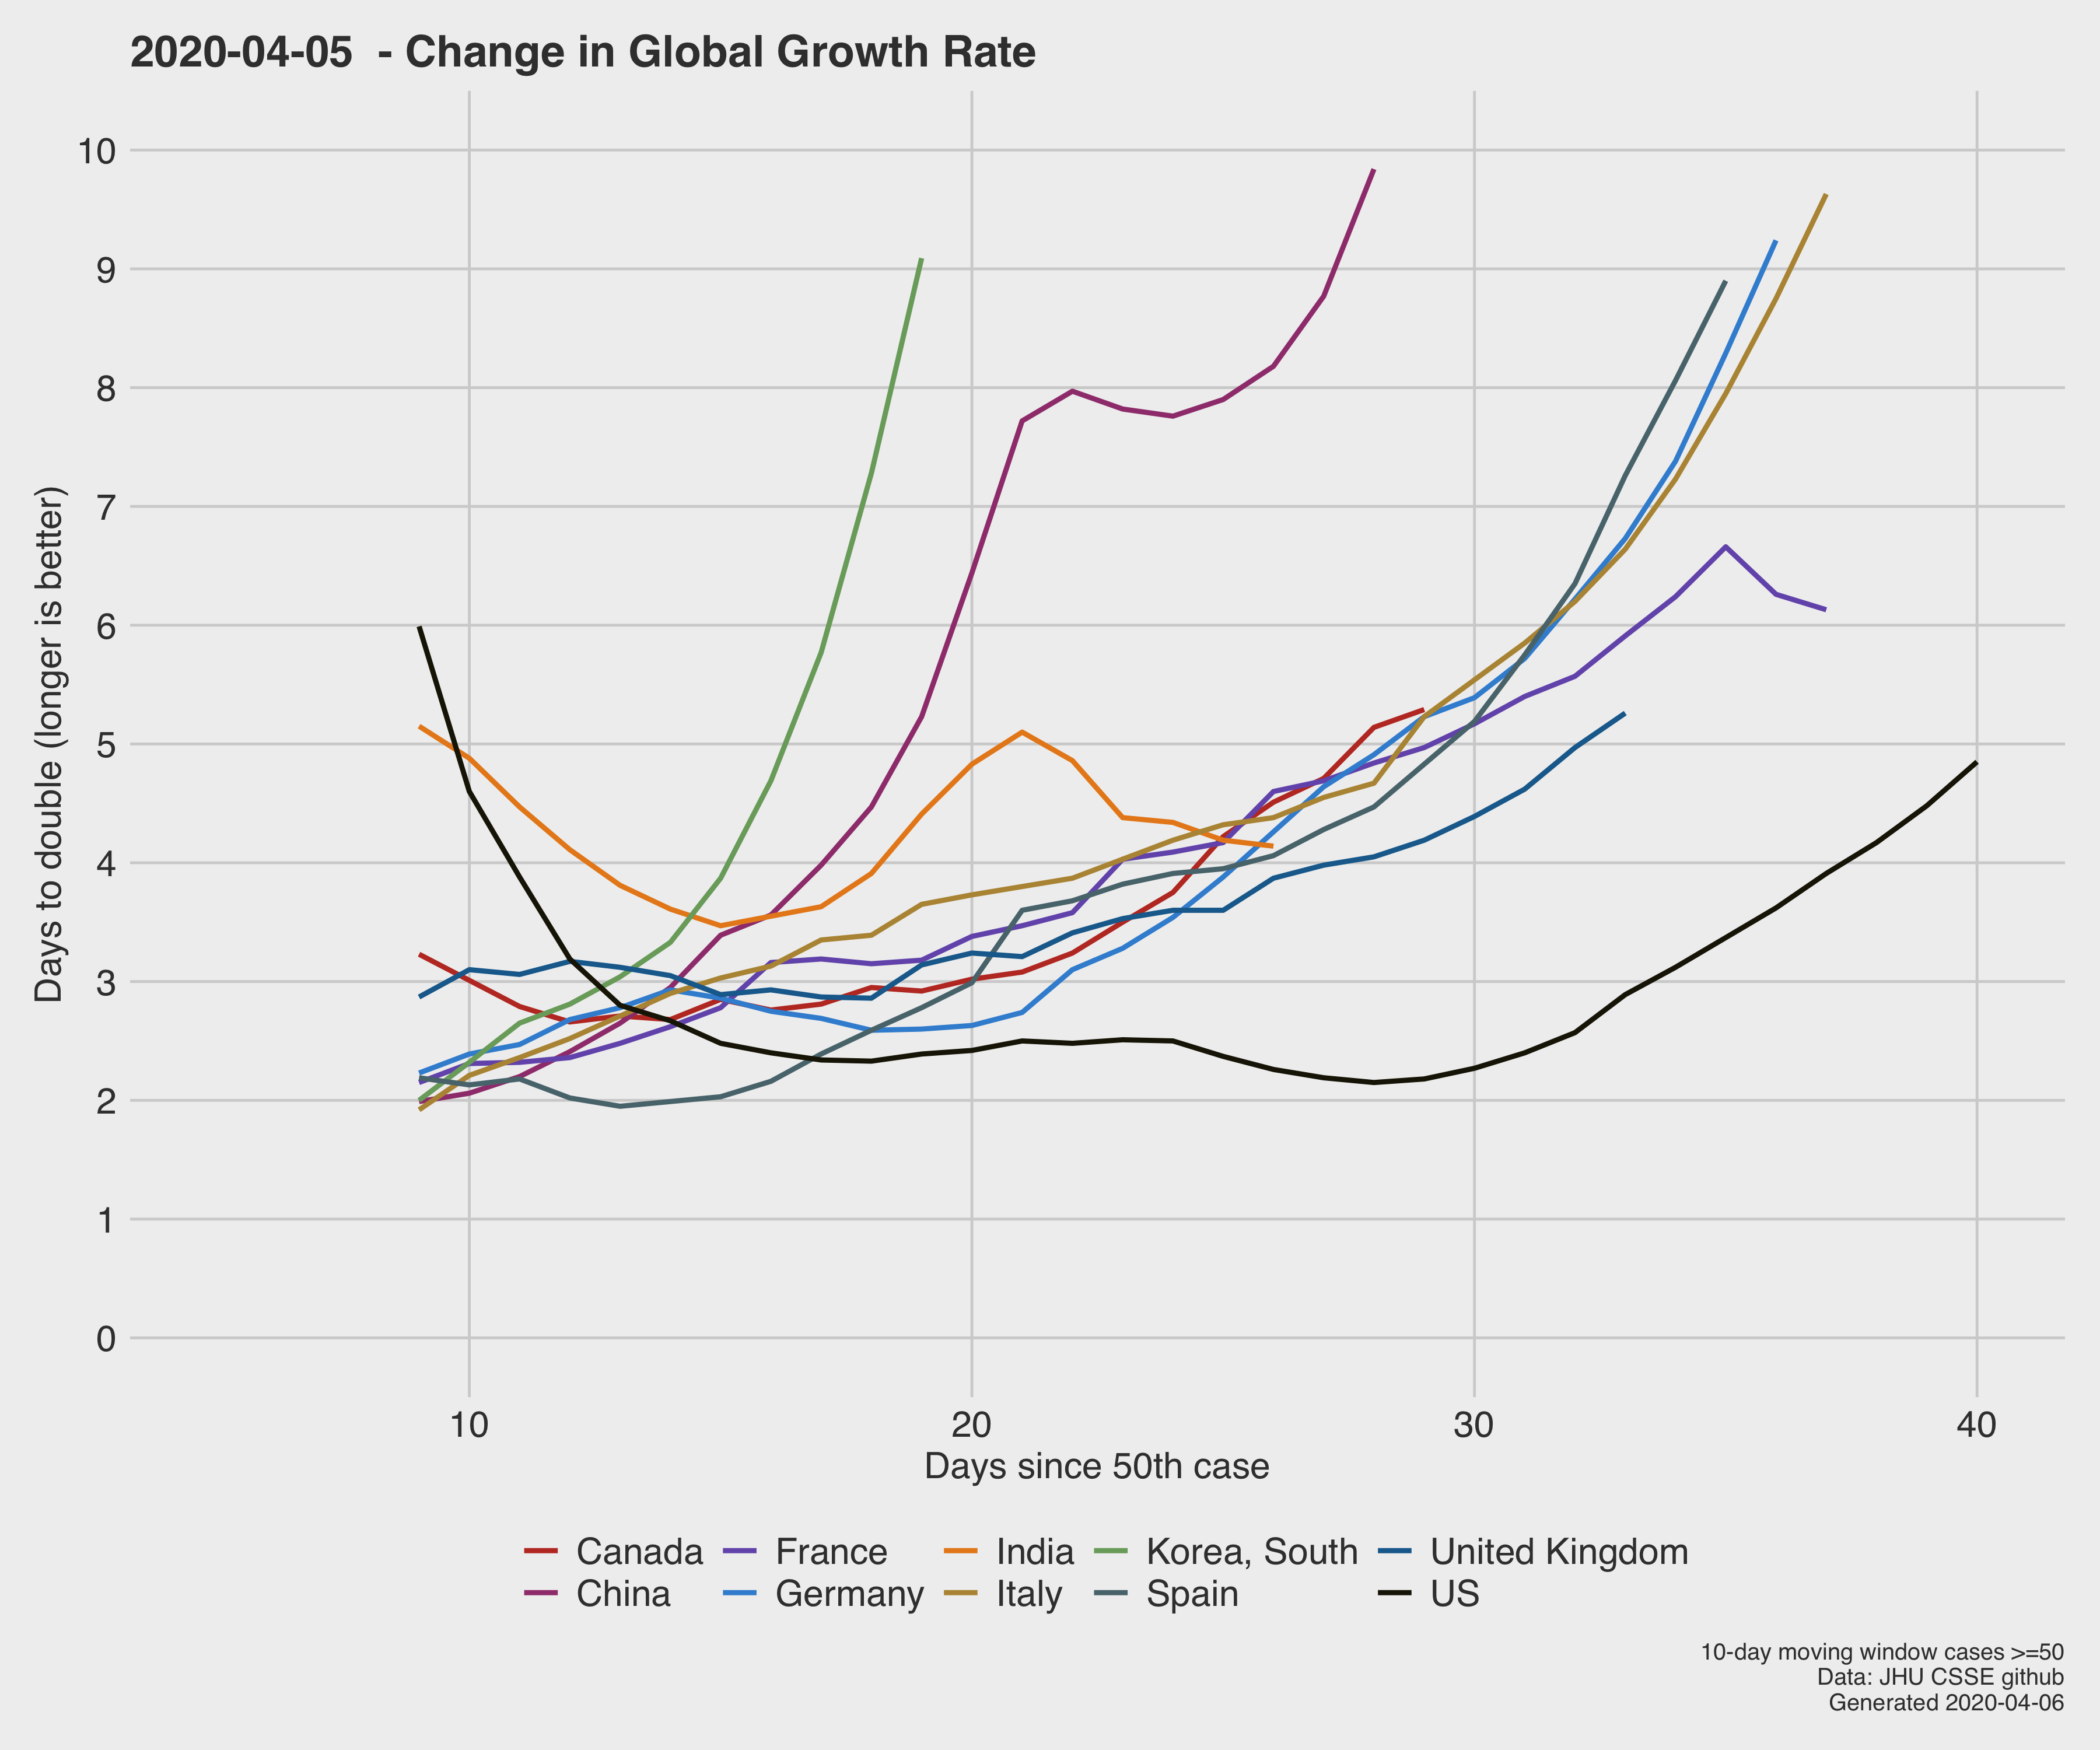 2020-04-05 - Change in Global Growth Rate
Days to double (longer is better)
10
9
8
7
6
5
4
3
2
1
0
10 20 30 40
Days since 50th case
Canada France India Korea, South United Kingdom
China Germany Italy Spain US
10-day moving window cases >=50
Data: JHU CSSE github
Generated 2020-04-06